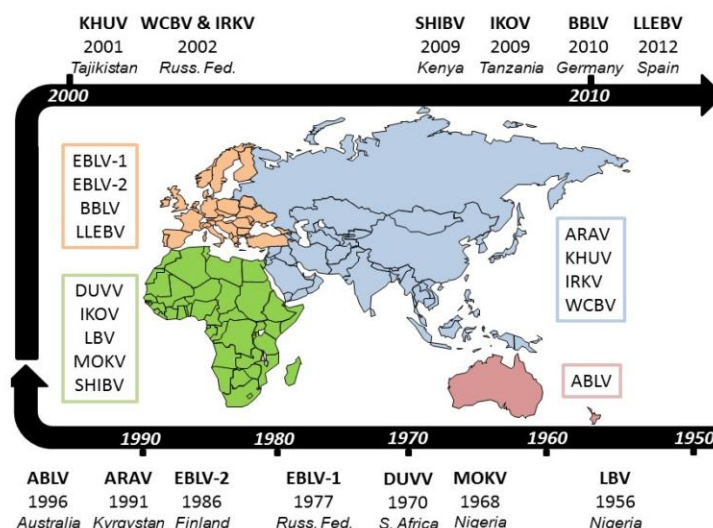 KHUV WCBV & IRKV SHIBV IKOV BBLV LLEBV
2001 2002 2009 2009 2010 2012
Tajikistan Russ. Fed. Kenya Tanzania Germany Spain
2000 2010
EBLV-1
EBLV-2
BBLV
LLEBV
ARAV
KHUV
IRKV
WCBV
DUVV
IKOV
LBV
MOKV
SHIBV
ABLV
1990 1980 1970 1960 1950
ABLV ARAV EBLV-2 EBLV-1 DUVV MOKV LBV
1996 1991 1986 1977 1970 1968 1956
Australia Kyrgystan Finland Russ. Fed. S. Africa Nigeria Nigeria